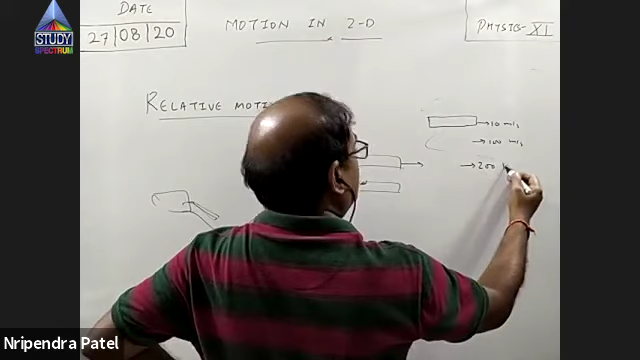 DATE
27/08/20
STUDY
SPECTRUM
MOTION IN 2-D
PHYSICS-XI
RELATIVE MOTI
→10 m/s
→100 m/s
→200
Nripendra Patel